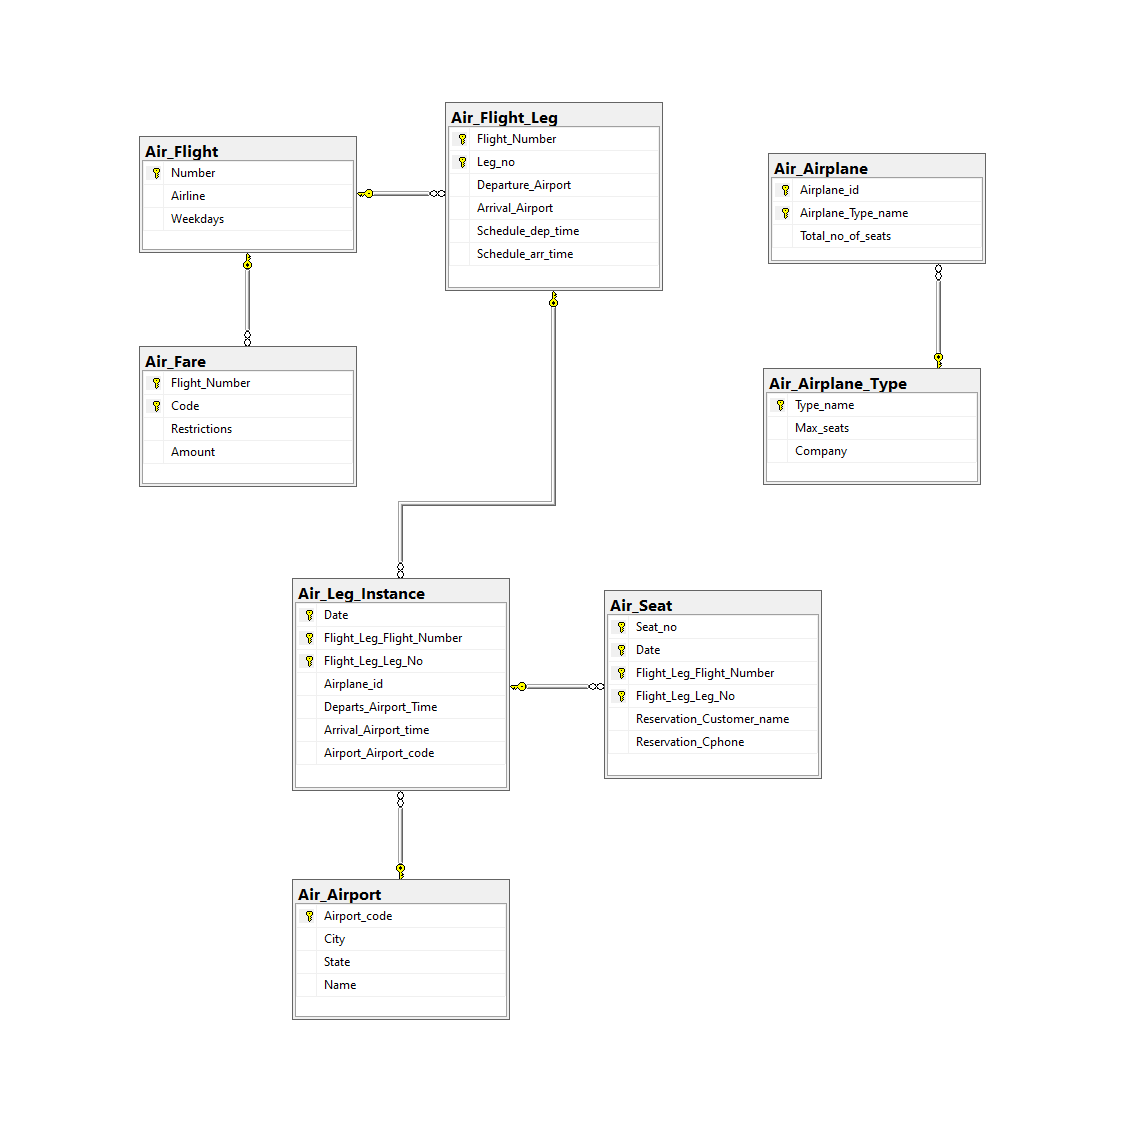 Air_Flight
Number
Airline
Weekdays
Air_Flight_Leg
Flight_Number
Leg_no
Departure_Airport
Arrival_Airport
Schedule_dep_time
Schedule_arr_time
Air_Airplane
Airplane_id
Airplane_Type_name
Total_no_of_seats
Air_Fare
Flight_Number
Code
Restrictions
Amount
Air_Airplane_Type
Type_name
Max_seats
Company
Air_Leg_Instance
Date
Flight_Leg_Flight_Number
Flight_Leg_Leg_No
Airplane_id
Departs_Airport_Time
Arrival_Airport_time
Airport_Airport_code
Air_Seat
Seat_no
Date
Flight_Leg_Flight_Number
Flight_Leg_Leg_No
Reservation_Customer_name
Reservation_Cphone
Air_Airport
Airport_code
City
State
Name